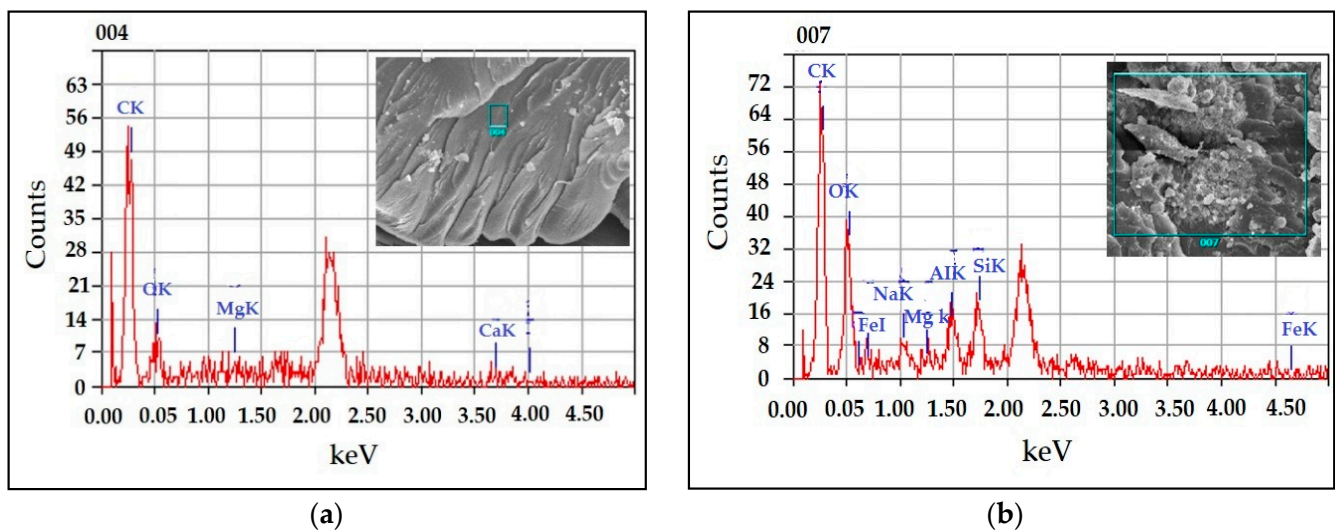 004
63
56
49
42
35
28
21
14
7
0
Counts
CK
OK
MgK
CaK
004
0.00 0.05 1.00 1.50 2.00 2.50 3.00 3.50 4.00 4.50
keV
(a)
007
72
64
56
48
40
32
24
16
8
0
Counts
CK
OK
FeI
NaK
Mg k
AIK
SiK
FeK
007
0.00 0.05 1.00 1.50 2.00 2.50 3.00 3.50 4.00 4.50
keV
(b)